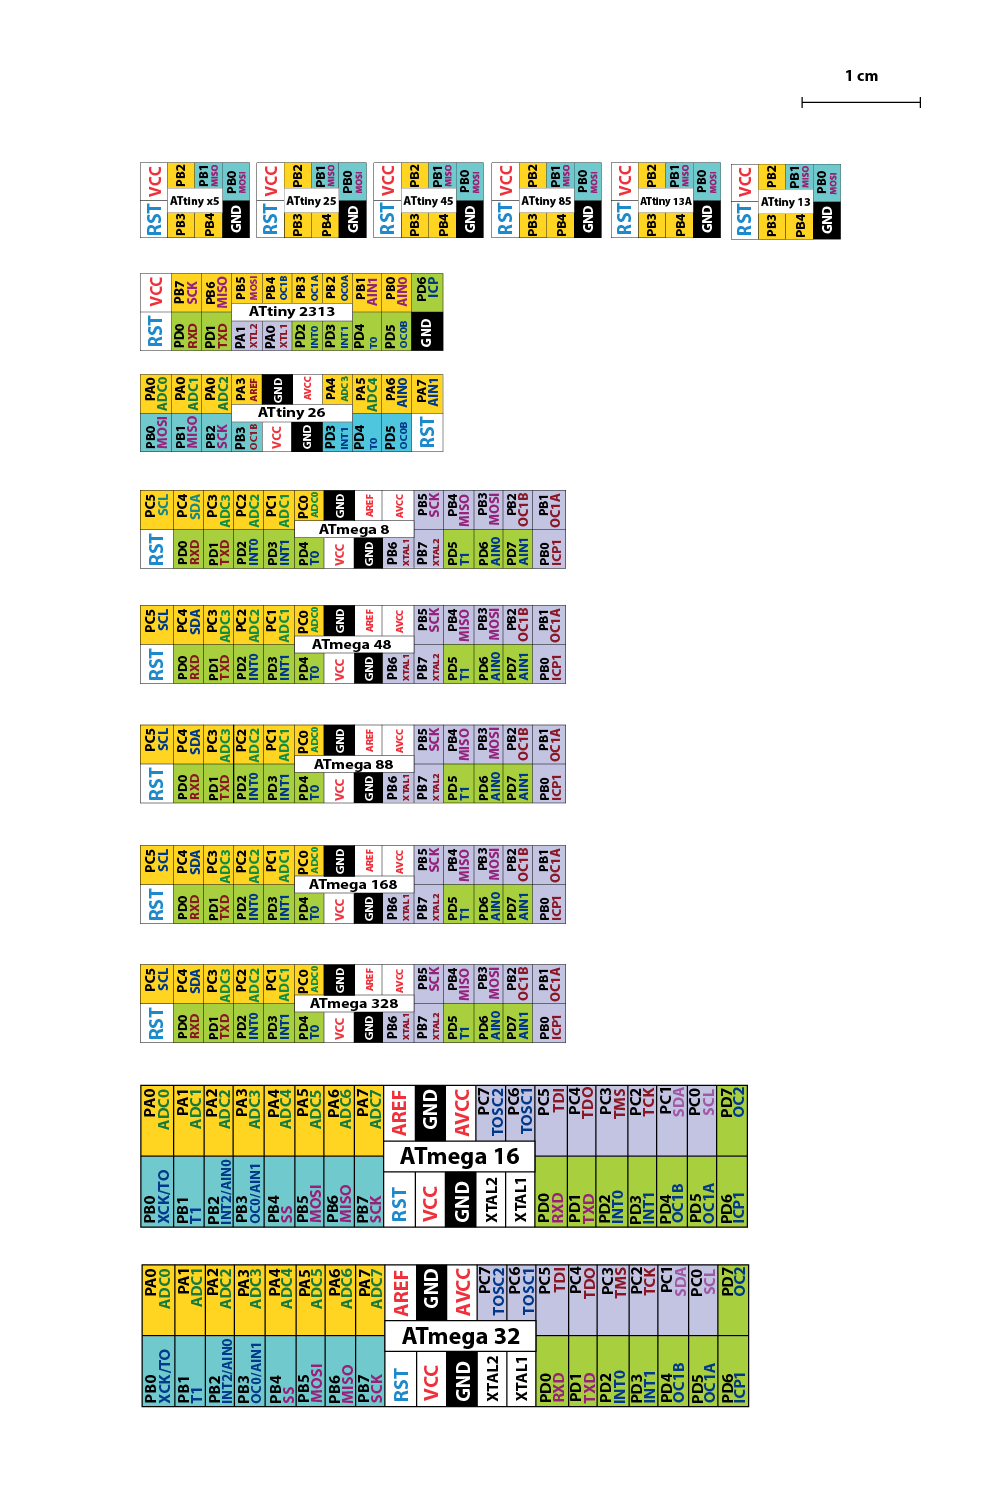 1 cm
VCC PB2 PB1 MISO PB0 MOSI
ATtiny x5
RST PB3 PB4 GND
VCC PB2 PB1 MISO PB0 MOSI
ATtiny 25
RST PB3 PB4 GND
VCC PB2 PB1 MISO PB0 MOSI
ATtiny 45
RST PB3 PB4 GND
VCC PB2 PB1 MISO PB0 MOSI
ATtiny 85
RST PB3 PB4 GND
VCC PB2 PB1 MISO PB0 MOSI
ATtiny 13A
RST PB3 PB4 GND
VCC PB2 PB1 MISO PB0 MOSI
ATtiny 13
RST PB3 PB4 GND
VCC PB7 SCK PB6 MISO PB5 MOSI PB4 OC1B PB3 OC1A PB2 OC0A PB1 AIN1 PB0 AIN0 PD6 ICP
ATtiny 2313
RST PD0 RXD PD1 TXD PA1 XTL2 PA0 XTL1 PD2 INT0 PD3 INT1 PD4 T0 PD5 OC0B GND
PA0 ADC0 PA0 ADC1 PA0 ADC2 PA3 AREF GND AVCC PA4 ADC3 PA5 ADC4 PA6 AIN0 PA7 AIN1
ATtiny 26
PB0 MOSI PB1 MISO PB2 SCK PB3 OC1B VCC GND PD3 INT1 PD4 T0 PD5 OC0B RST
PC5 SCL PC4 SDA PC3 ADC3 PC2 ADC2 PC1 ADC1 PC0 ADC0 GND AREF AVCC PB5 SCK PB4 MISO PB3 MOSI PB2 OC1B PB1 OC1A
ATmega 8
RST PD0 RXD PD1 TXD PD2 INT0 PD3 INT1 PD4 T0 VCC GND PB6 XTAL1 PB7 XTAL2 PD5 T1 PD6 AIN0 PD7 AIN1 PB0 ICP1
PC5 SCL PC4 SDA PC3 ADC3 PC2 ADC2 PC1 ADC1 PC0 ADC0 GND AREF AVCC PB5 SCK PB4 MISO PB3 MOSI PB2 OC1B PB1 OC1A
ATmega 48
RST PD0 RXD PD1 TXD PD2 INT0 PD3 INT1 PD4 T0 VCC GND PB6 XTAL1 PB7 XTAL2 PD5 T1 PD6 AIN0 PD7 AIN1 PB0 ICP1
PC5 SCL PC4 SDA PC3 ADC3 PC2 ADC2 PC1 ADC1 PC0 ADC0 GND AREF AVCC PB5 SCK PB4 MISO PB3 MOSI PB2 OC1B PB1 OC1A
ATmega 88
RST PD0 RXD PD1 TXD PD2 INT0 PD3 INT1 PD4 T0 VCC GND PB6 XTAL1 PB7 XTAL2 PD5 T1 PD6 AIN0 PD7 AIN1 PB0 ICP1
PC5 SCL PC4 SDA PC3 ADC3 PC2 ADC2 PC1 ADC1 PC0 ADC0 GND AREF AVCC PB5 SCK PB4 MISO PB3 MOSI PB2 OC1B PB1 OC1A
ATmega 168
RST PD0 RXD PD1 TXD PD2 INT0 PD3 INT1 PD4 T0 VCC GND PB6 XTAL1 PB7 XTAL2 PD5 T1 PD6 AIN0 PD7 AIN1 PB0 ICP1
PC5 SCL PC4 SDA PC3 ADC3 PC2 ADC2 PC1 ADC1 PC0 ADC0 GND AREF AVCC PB5 SCK PB4 MISO PB3 MOSI PB2 OC1B PB1 OC1A
ATmega 328
RST PD0 RXD PD1 TXD PD2 INT0 PD3 INT1 PD4 T0 VCC GND PB6 XTAL1 PB7 XTAL2 PD5 T1 PD6 AIN0 PD7 AIN1 PB0 ICP1
PA0 ADC0 PA1 ADC1 PA2 ADC2 PA3 ADC3 PA4 ADC4 PA5 ADC5 PA6 ADC6 PA7 ADC7 AREF GND AVCC PC7 TOSC2 PC6 TOSC1 PC5 TDI PC4 TDO PC3 TMS PC2 TCK PC1 SDA PC0 SCL PD7 OC2
ATmega 16
PB0 XCK/TO PB1 T1 PB2 INT2/AIN0 PB3 OC0/AIN1 PB4 SS PB5 MOSI PB6 MISO PB7 SCK RST VCC GND XTAL2 XTAL1 PD0 RXD PD1 TXD PD2 INT0 PD3 INT1 PD4 OC1B PD5 OC1A PD6 ICP1
PA0 ADC0 PA1 ADC1 PA2 ADC2 PA3 ADC3 PA4 ADC4 PA5 ADC5 PA6 ADC6 PA7 ADC7 AREF GND AVCC PC7 TOSC2 PC6 TOSC1 PC5 TDI PC4 TDO PC3 TMS PC2 TCK PC1 SDA PC0 SCL PD7 OC2
ATmega 32
PB0 XCK/TO PB1 T1 PB2 INT2/AIN0 PB3 OC0/AIN1 PB4 SS PB5 MOSI PB6 MISO PB7 SCK RST VCC GND XTAL2 XTAL1 PD0 RXD PD1 TXD PD2 INT0 PD3 INT1 PD4 OC1B PD5 OC1A PD6 ICP1